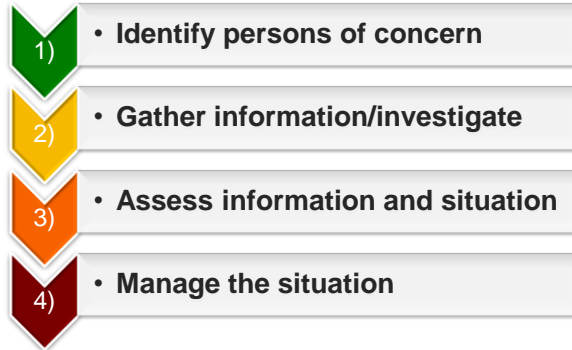 1) • Identify persons of concern
2) • Gather information/investigate
3) • Assess information and situation
4) • Manage the situation